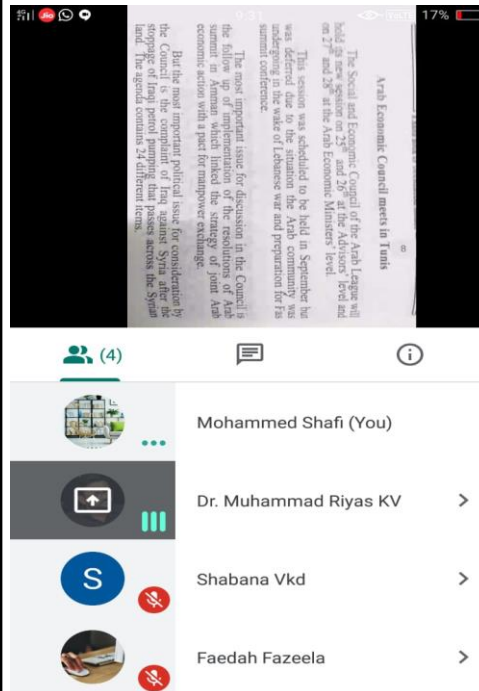 4G
Jio
9:31
17%
8
Arab Economic Council meets in Tunis
The Social and Economic Council of the Arab League will
hold its new session on 25th and 26th at the Advisors' level and
on 27th and 28th at the Arab Economic Ministers' level.
This session was scheduled to be held in September but
was deferred due to the situation the Arab community was
undergoing in the wake of Lebanese war and preparation for Fas
summit conference.
The most important issue for discussion in the Council is
the follow up of implementation of the resolutions of Arab
summit in Amman which linked the strategy of joint Arab
economic action with a pact for manpower exchange.
But the most important political issue for consideration by
the Council is the complaint of Iraq against Syria after the
stoppage of Iraqi petrol pumping that passes across the Syrian
land. The agenda contains 24 different items.
(4)
Mohammed Shafi (You)
Dr. Muhammad Riyas KV
S
Shabana Vkd
Faedah Fazeela